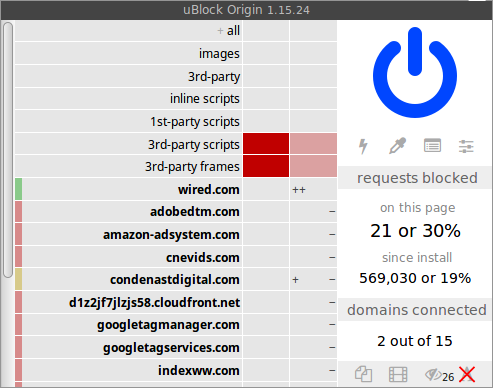 uBlock Origin 1.15.24
+ all
images
3rd-party
inline scripts
1st-party scripts
3rd-party scripts
3rd-party frames
wired.com ++
adobedtm.com −
amazon-adsystem.com −
cnevids.com −
condenastdigital.com +
d1z2jf7jlzjs58.cloudfront.net −
googletagmanager.com −
googletagservices.com −
indexww.com −
requests blocked
on this page
21 or 30%
since install
569,030 or 19%
domains connected
2 out of 15
26